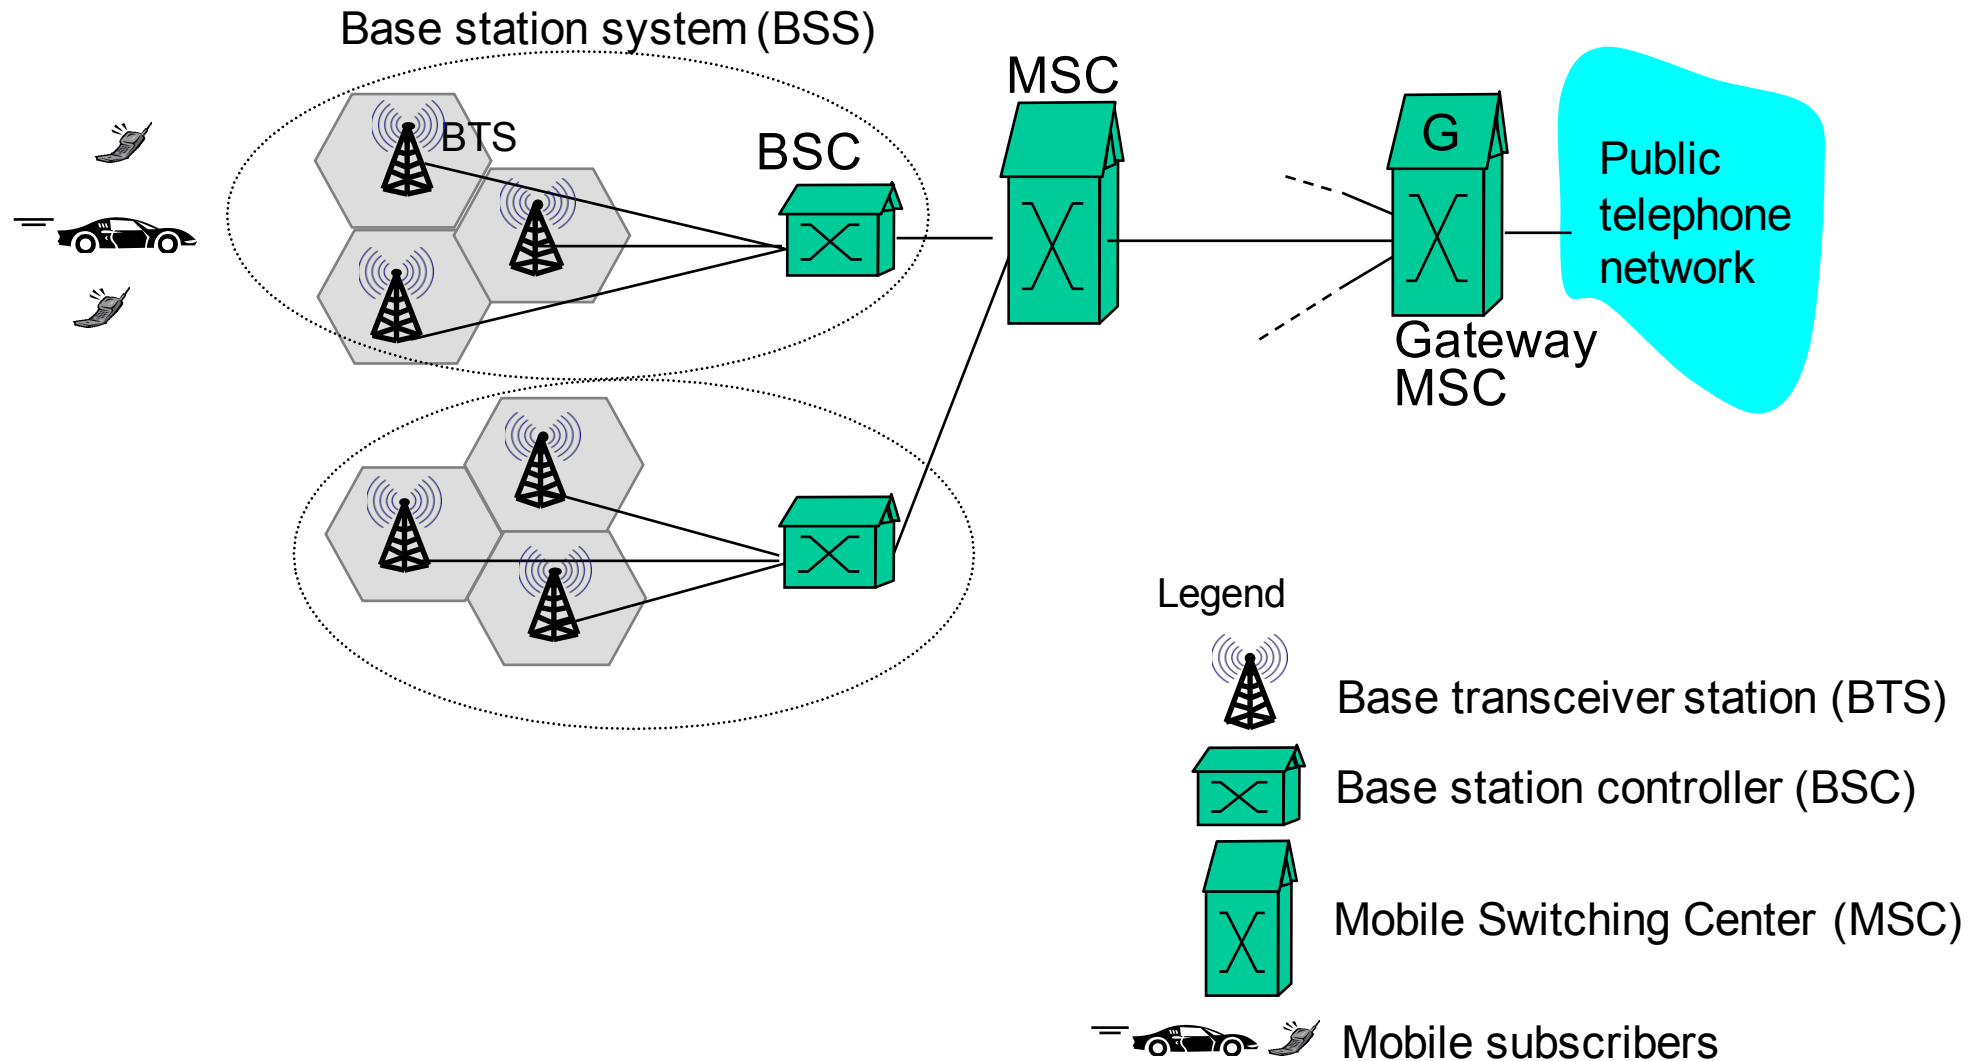 Base station system (BSS)
MSC
BTS
BSC
G
Public
telephone
network
Gateway
MSC
Legend
Base transceiver station (BTS)
Base station controller (BSC)
Mobile Switching Center (MSC)
Mobile subscribers